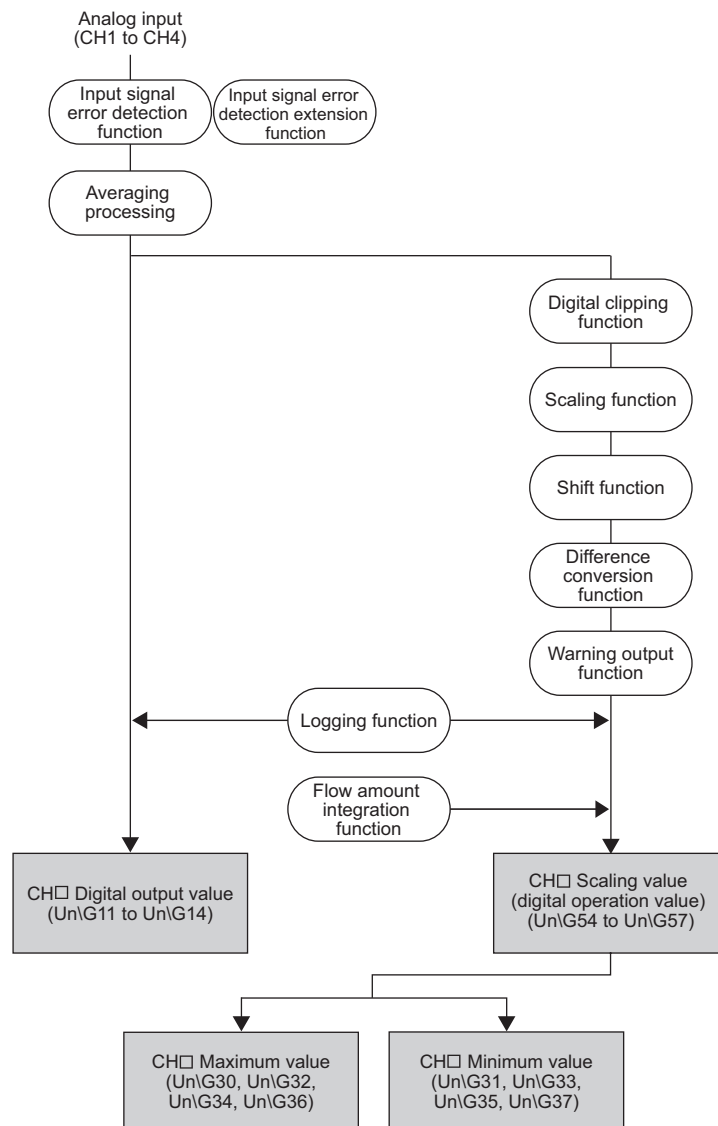 Analog input
(CH1 to CH4)
Input signal
error detection
function
Input signal error
detection extension
function
Averaging
processing
Digital clipping
function
Scaling function
Shift function
Difference
conversion
function
Warning output
function
Logging function
Flow amount
integration
function
CH□ Digital output value
(Un\G11 to Un\G14)
CH□ Scaling value
(digital operation value)
(Un\G54 to Un\G57)
CH□ Maximum value
(Un\G30, Un\G32,
Un\G34, Un\G36)
CH□ Minimum value
(Un\G31, Un\G33,
Un\G35, Un\G37)